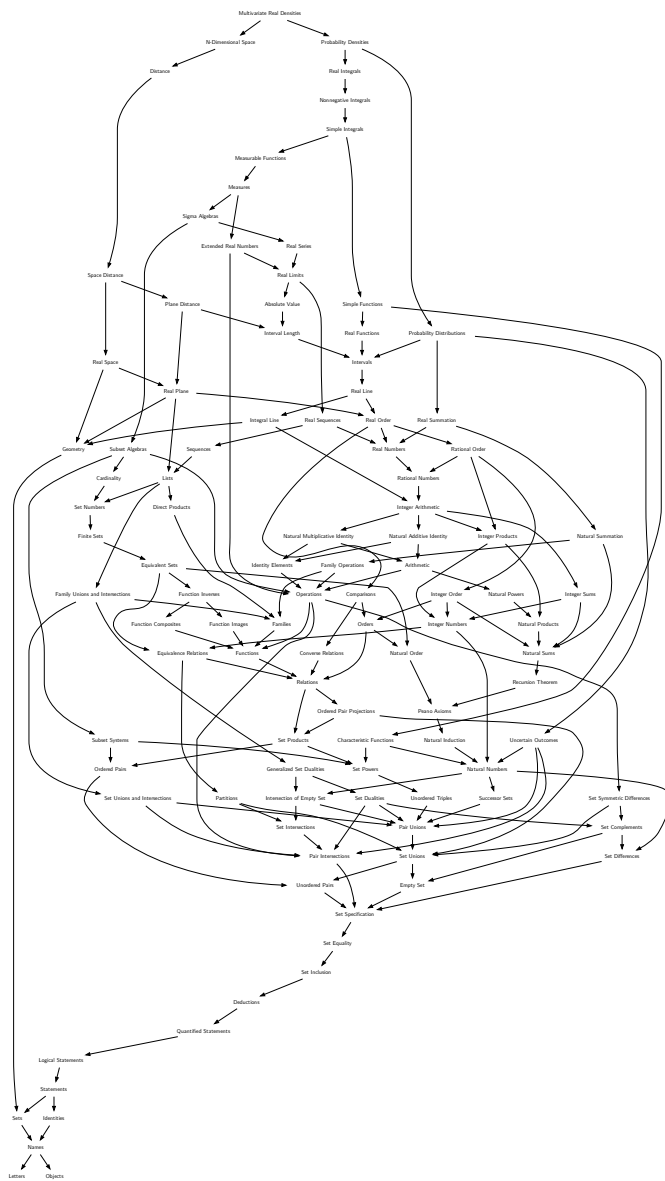 Multivariate Real Densities
N-Dimensional Space Probability Densities
Distance Real Integrals
Nonnegative Integrals
Simple Integrals
Measurable Functions
Measures
Sigma Algebras
Extended Real Numbers Real Series
Space Distance Real Limits
Plane Distance Absolute Value Simple Functions
Interval Length Real Functions Probability Distributions
Real Space Intervals
Real Plane Real Line
Integral Line Real Sequences Real Order Real Summation
Geometry Subset Algebras Sequences Real Numbers Rational Order
Cardinality Lists Rational Numbers
Set Numbers Direct Products Integer Arithmetic
Finite Sets Natural Multiplicative Identity Natural Additive Identity Integer Products Natural Summation
Equivalent Sets Identity Elements Family Operations Arithmetic
Family Unions and Intersections Function Inverses Operations Comparisons Integer Order Natural Powers Integer Sums
Function Composites Function Images Families Orders Integer Numbers Natural Products
Equivalence Relations Functions Converse Relations Natural Order Natural Sums
Relations Recursion Theorem
Ordered Pair Projections Peano Axioms
Subset Systems Set Products Characteristic Functions Natural Induction Uncertain Outcomes
Ordered Pairs Generalized Set Dualities Set Powers Natural Numbers
Set Unions and Intersections Partitions Intersection of Empty Set Set Dualities Unordered Triples Successor Sets Set Symmetric Differences
Set Intersections Pair Unions Set Complements
Pair Intersections Set Unions Set Differences
Unordered Pairs Empty Set
Set Specification
Set Equality
Set Inclusion
Deductions
Quantified Statements
Logical Statements
Statements
Sets Identities
Names
Letters Objects